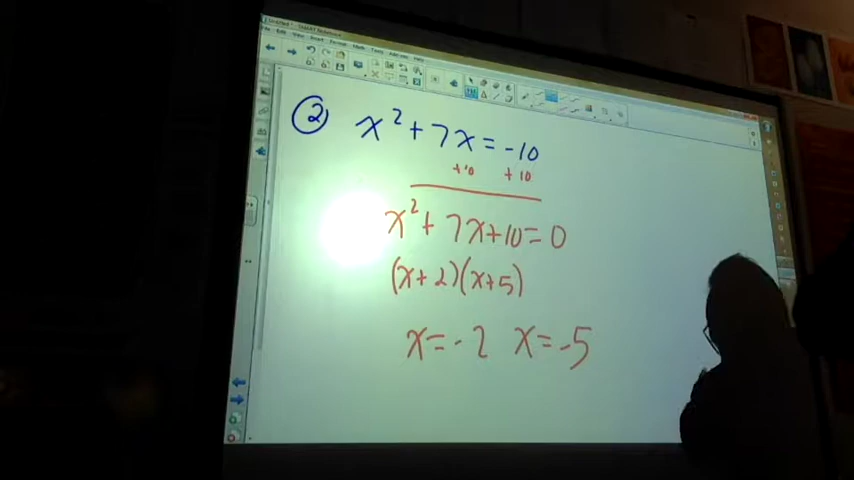 ② x² + 7x = -10
+10 +10
x² + 7x + 10 = 0
(x + 2)(x + 5)
x = -2 x = -5